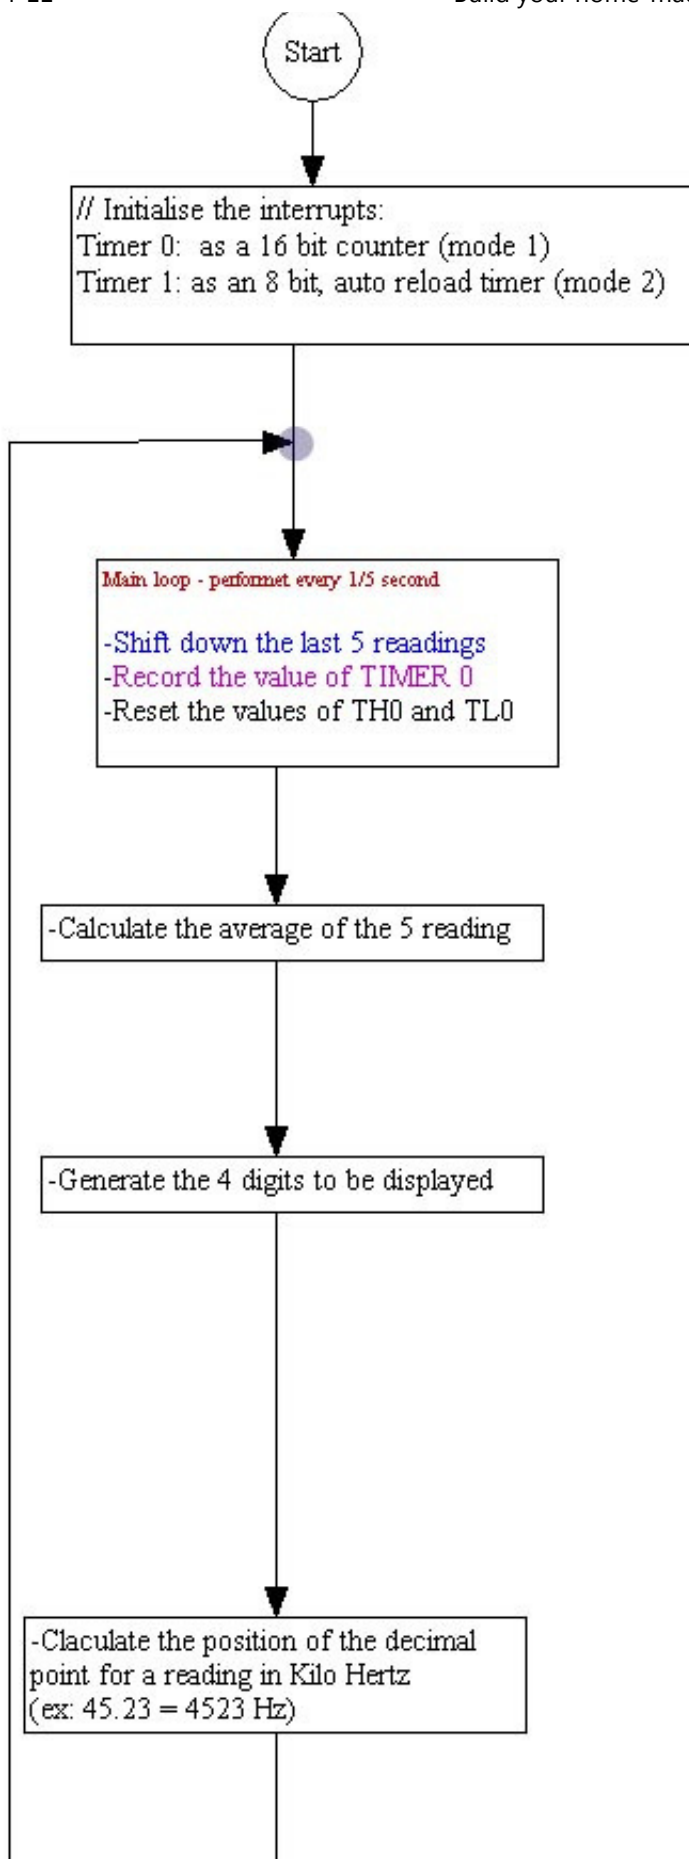 Build your home-mad
Start
// Initialise the interrupts:
Timer 0:  as a 16 bit counter (mode 1)
Timer 1: as an 8 bit, auto reload timer (mode 2)
Main loop - performet every 1/5 second
-Shift down the last 5 reaadings
-Record the value of TIMER 0
-Reset the values of TH0 and TL0
-Calculate the average of the 5 reading
-Generate the 4 digits to be displayed
-Claculate the position of the decimal
point for a reading in Kilo Hertz
(ex: 45.23 = 4523 Hz)